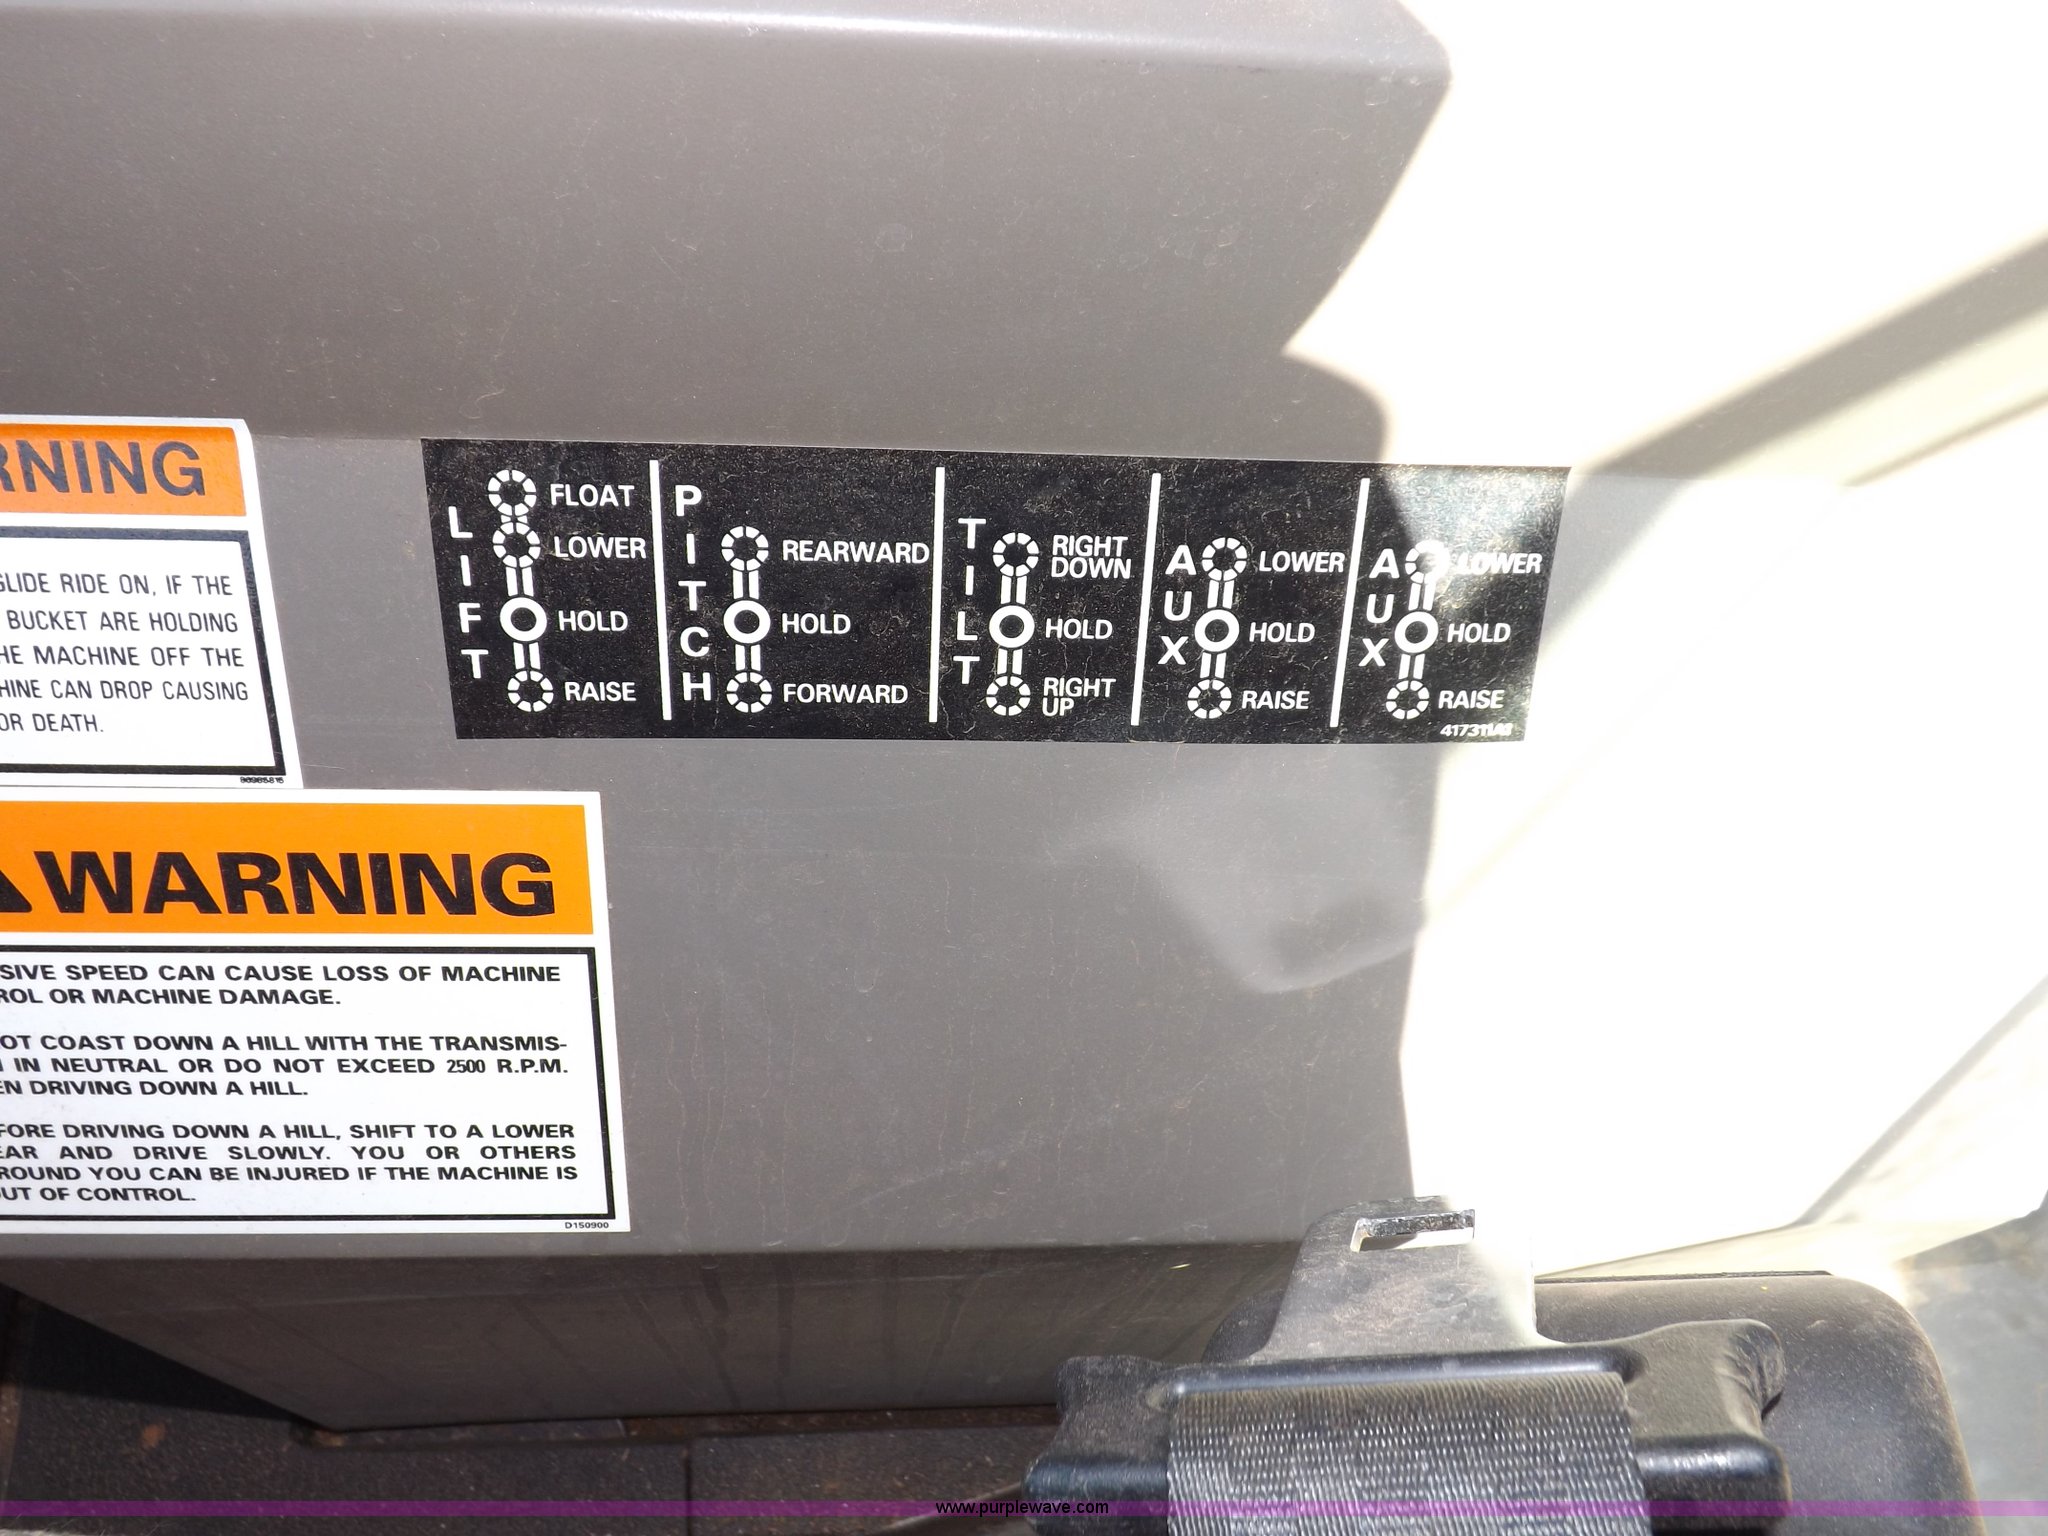 RNING
GLIDE RIDE ON, IF THE
BUCKET ARE HOLDING
HE MACHINE OFF THE
HINE CAN DROP CAUSING
OR DEATH.
LIFT
FLOAT
LOWER
HOLD
RAISE
PITCH
REARWARD
HOLD
FORWARD
TILT
RIGHT
DOWN
HOLD
RIGHT
UP
AUX
LOWER
HOLD
RAISE
AUX
LOWER
HOLD
RAISE
WARNING
SIVE SPEED CAN CAUSE LOSS OF MACHINE
ROL OR MACHINE DAMAGE.
OT COAST DOWN A HILL WITH THE TRANSMIS-
IN NEUTRAL OR DO NOT EXCEED 2500 R.P.M.
EN DRIVING DOWN A HILL.
FORE DRIVING DOWN A HILL, SHIFT TO A LOWER
EAR AND DRIVE SLOWLY. YOU OR OTHERS
ROUND YOU CAN BE INJURED IF THE MACHINE IS
UT OF CONTROL.
D150900
www.purplewave.com